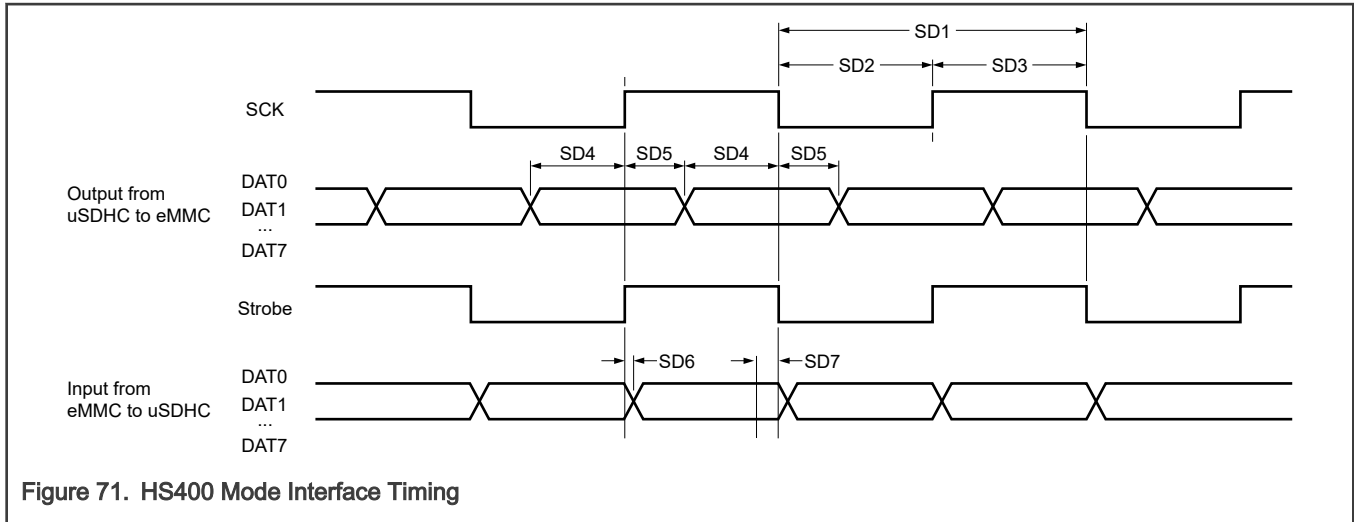 SD1
SD2
SD3
SCK
SD4
SD5
SD4
SD5
Output from
uSDHC to eMMC
DAT0
DAT1
...
DAT7
Strobe
SD6
SD7
Input from
eMMC to uSDHC
DAT0
DAT1
...
DAT7
Figure 71. HS400 Mode Interface Timing